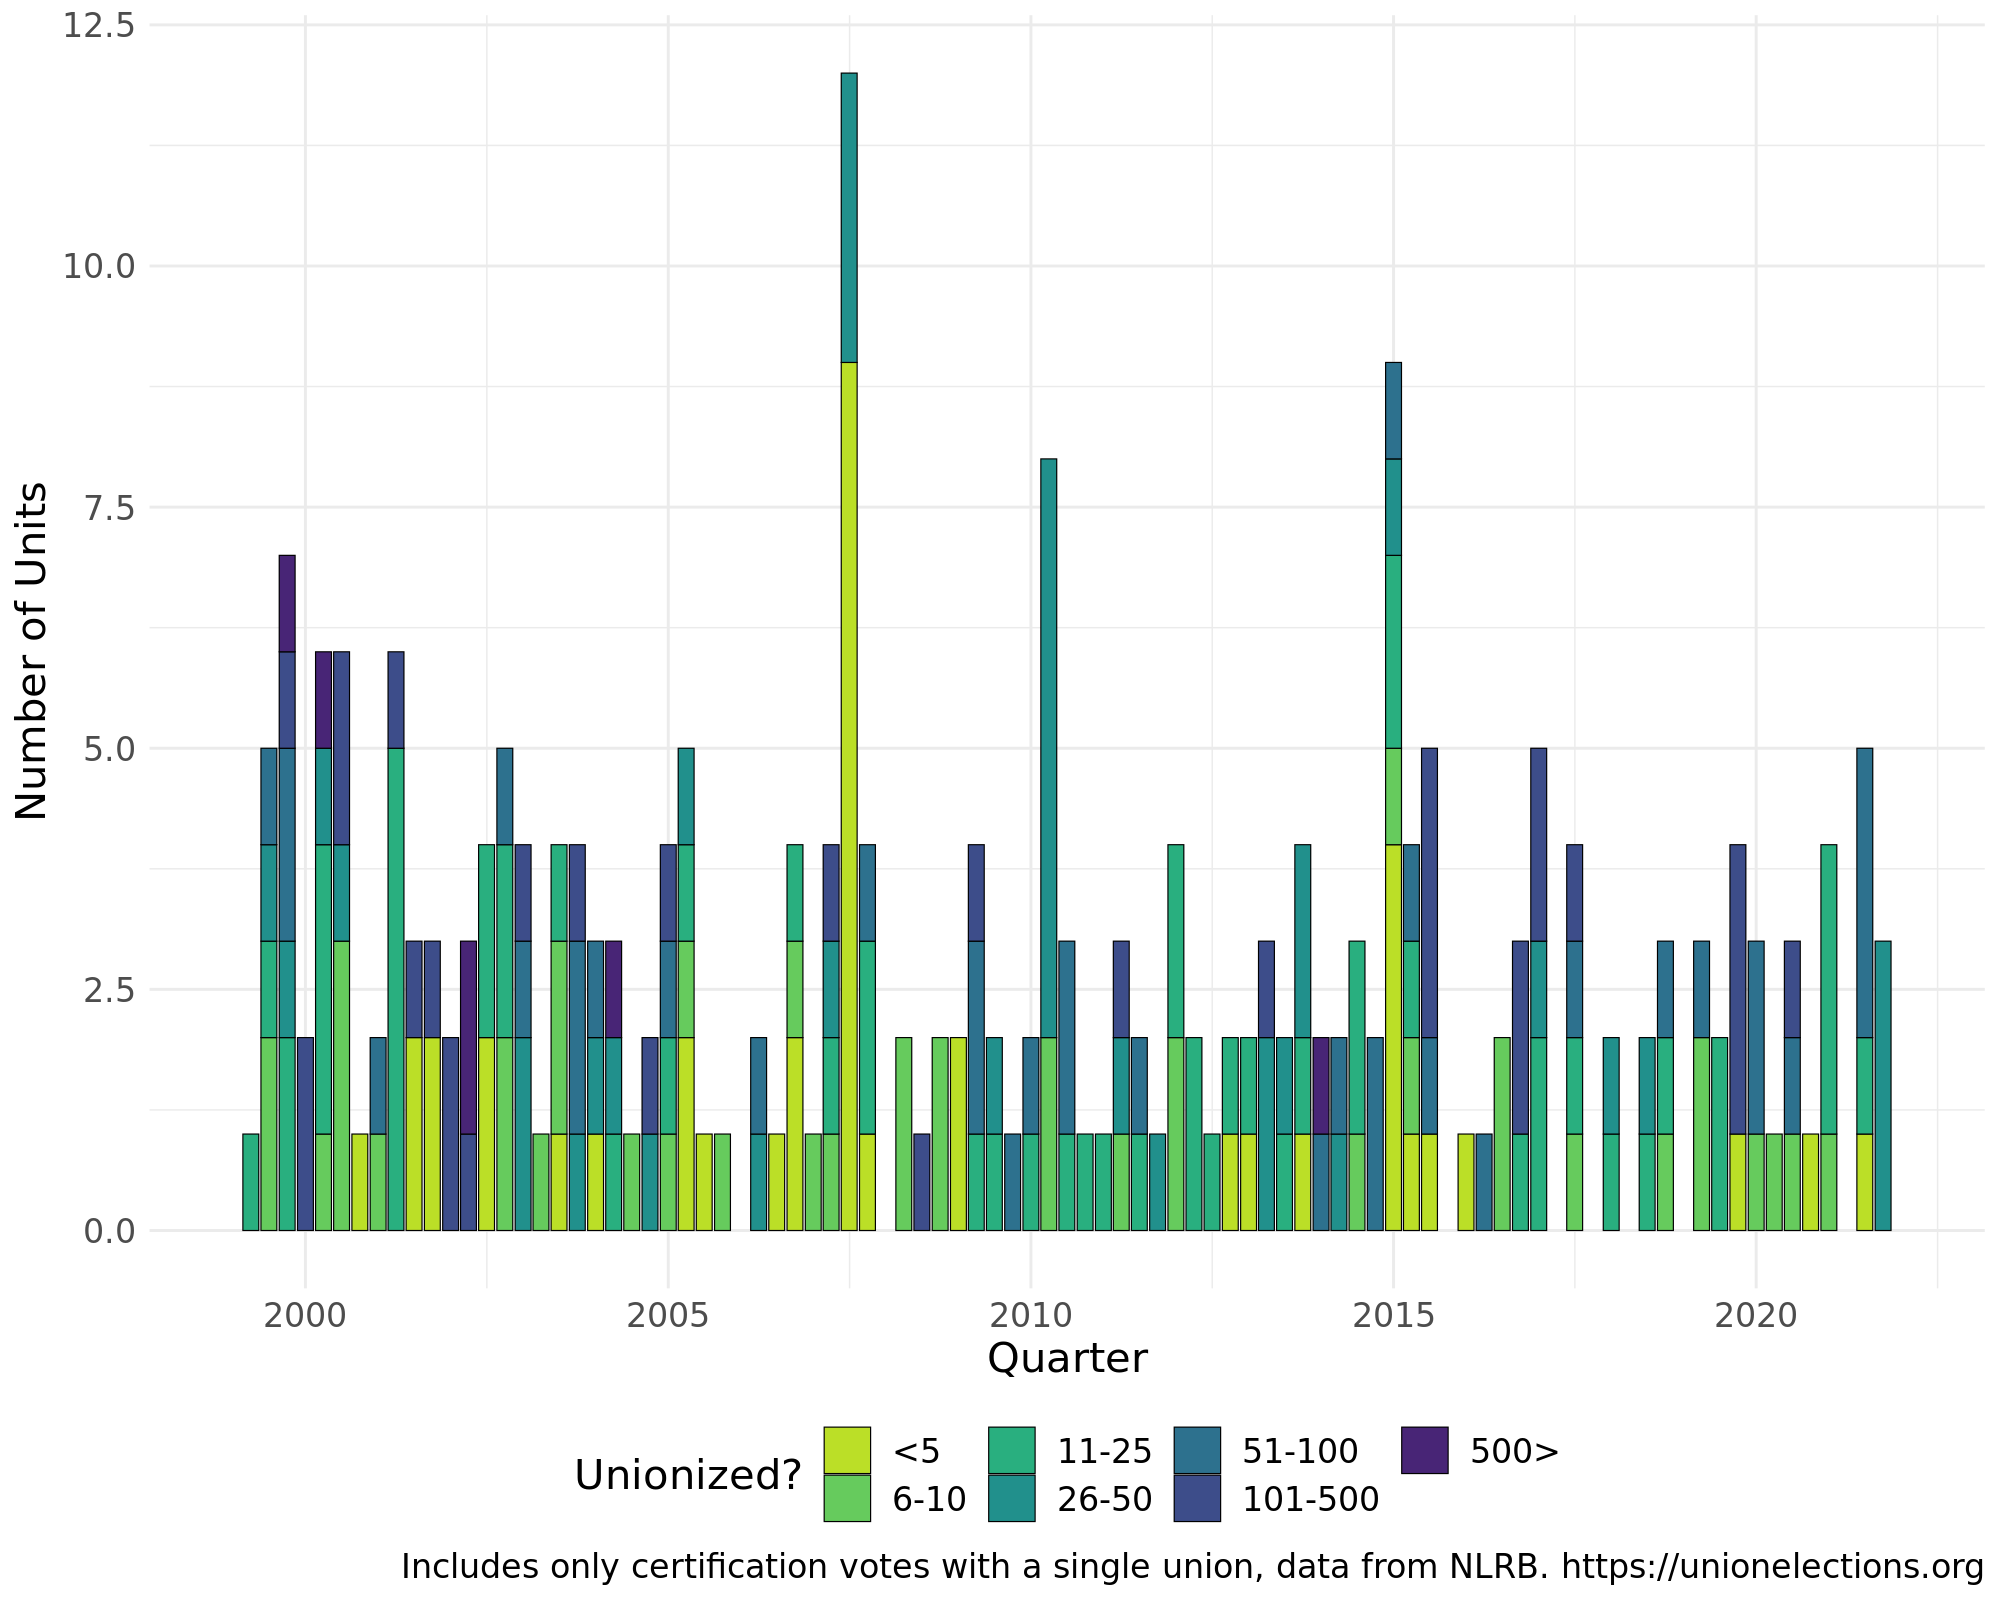 12.5
10.0
7.5
5.0
2.5
0.0
Number of Units
2000 2005 2010 2015 2020
Quarter
Unionized?
<5 11-25 51-100 500>
6-10 26-50 101-500
Includes only certification votes with a single union, data from NLRB. https://unionelections.org